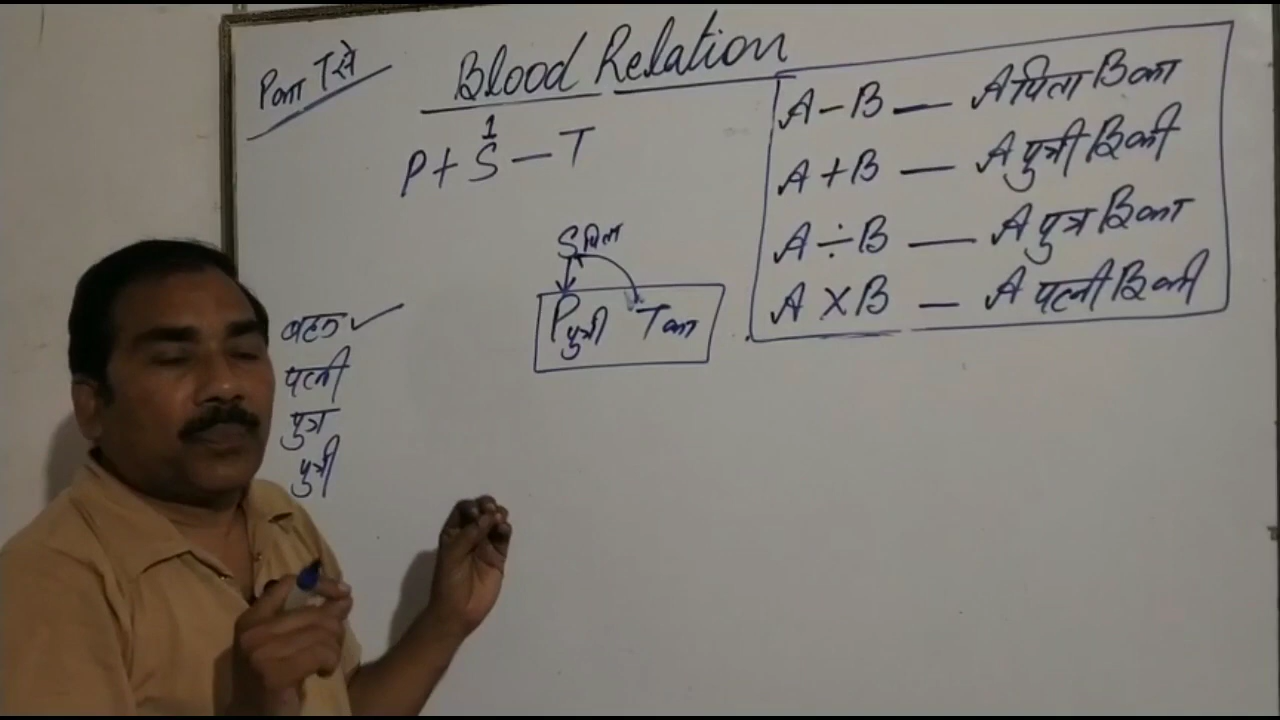 P का T से
Blood Relation
1
P + S — T
A — B — A पिता B का
A + B — A पुत्री B की
A ÷ B — A पुत्र B का
A × B — A पत्नी B की
S पिता
P पुत्री T का
बहन ✓
पत्नी
पुत्र
पुत्री